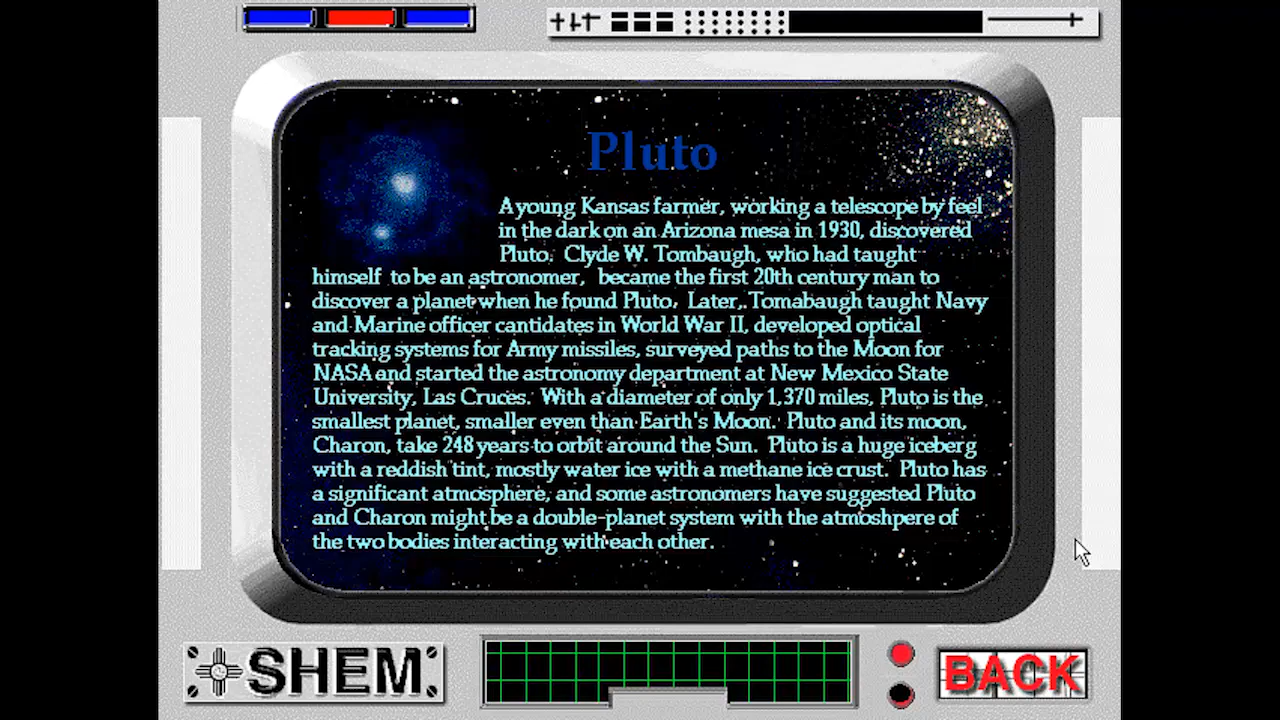 Pluto
A young Kansas farmer, working a telescope by feel
in the dark on an Arizona mesa in 1930, discovered
Pluto. Clyde W. Tombaugh, who had taught
himself to be an astronomer, became the first 20th century man to
discover a planet when he found Pluto. Later, Tomabaugh taught Navy
and Marine officer cantidates in World War II, developed optical
tracking systems for Army missiles, surveyed paths to the Moon for
NASA and started the astronomy department at New Mexico State
University, Las Cruces. With a diameter of only 1,370 miles, Pluto is the
smallest planet, smaller even than Earth's Moon. Pluto and its moon,
Charon, take 248 years to orbit around the Sun. Pluto is a huge iceberg
with a reddish tint, mostly water ice with a methane ice crust. Pluto has
a significant atmosphere, and some astronomers have suggested Pluto
and Charon might be a double-planet system with the atmoshpere of
the two bodies interacting with each other.
SHEM
BACK